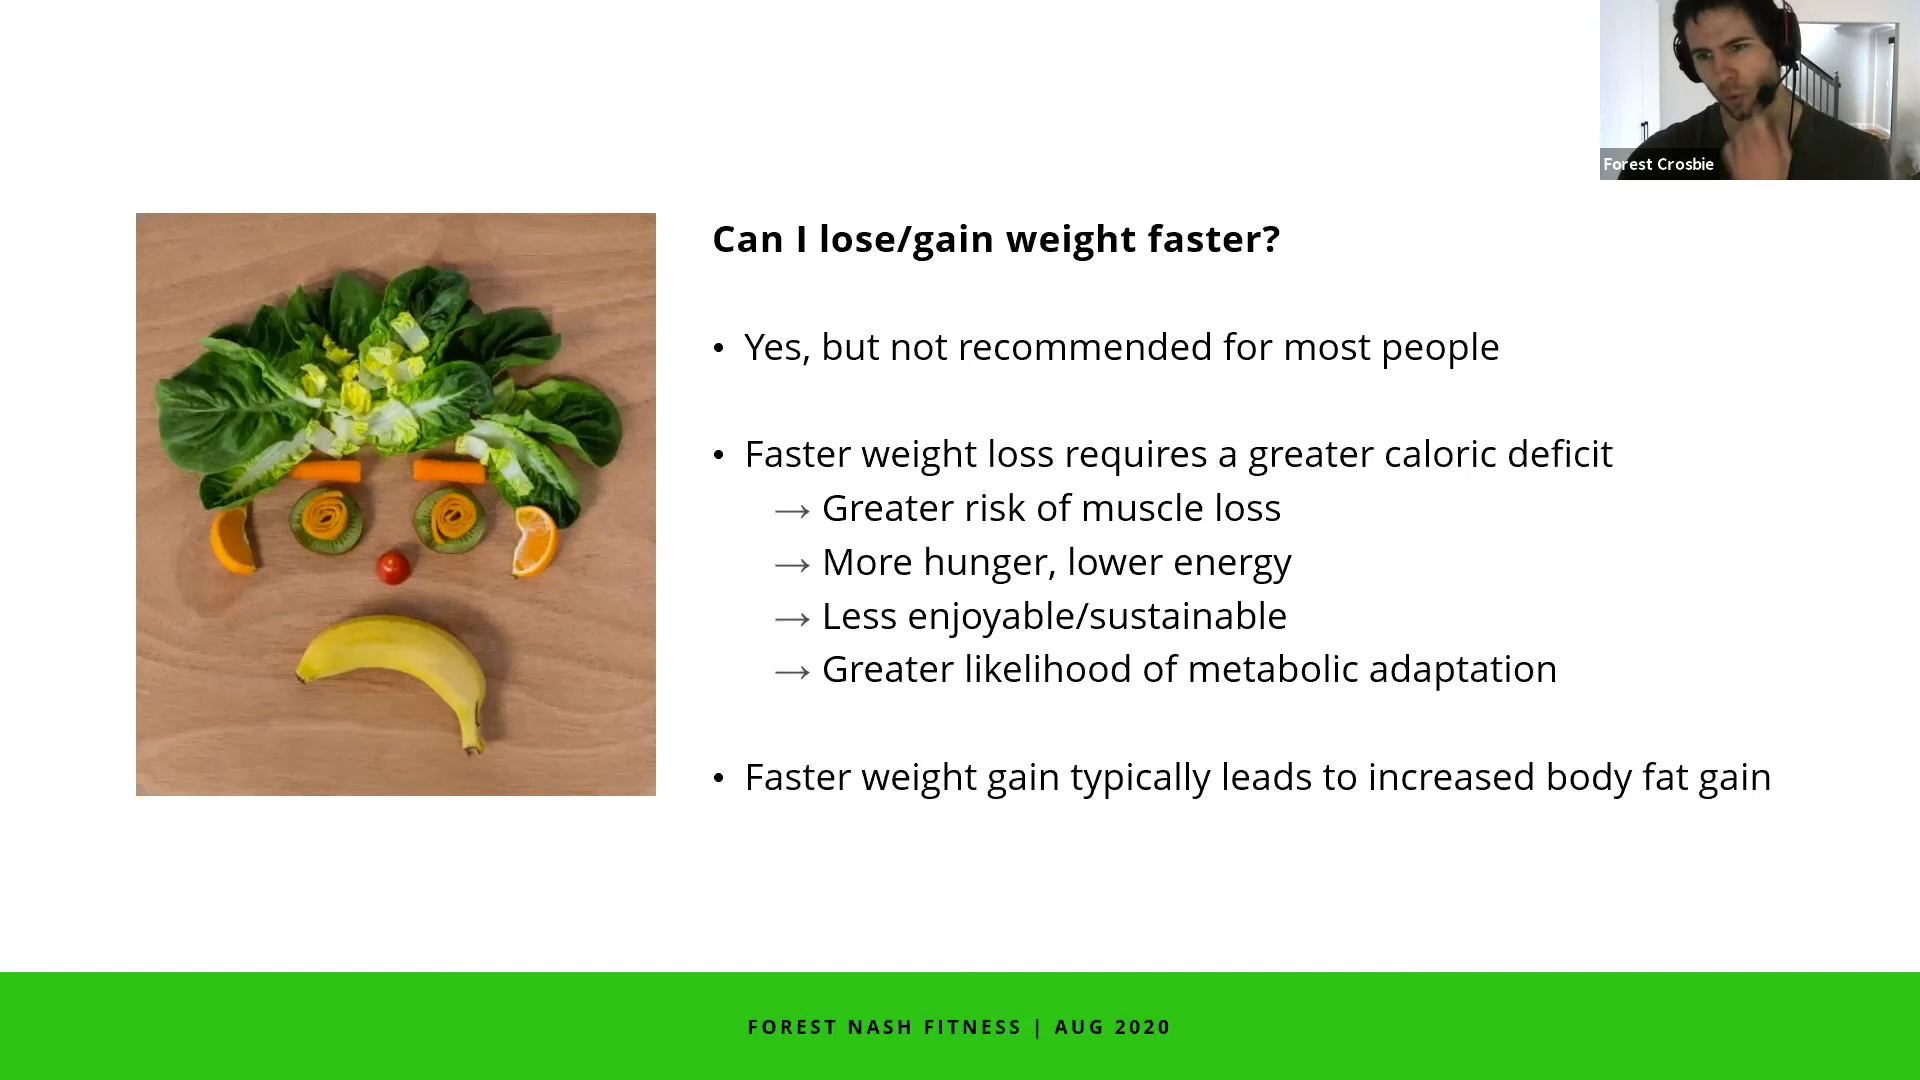 Forest Crosbie
Can I lose/gain weight faster?
• Yes, but not recommended for most people
• Faster weight loss requires a greater caloric deficit
→ Greater risk of muscle loss
→ More hunger, lower energy
→ Less enjoyable/sustainable
→ Greater likelihood of metabolic adaptation
• Faster weight gain typically leads to increased body fat gain
FOREST NASH FITNESS | AUG 2020